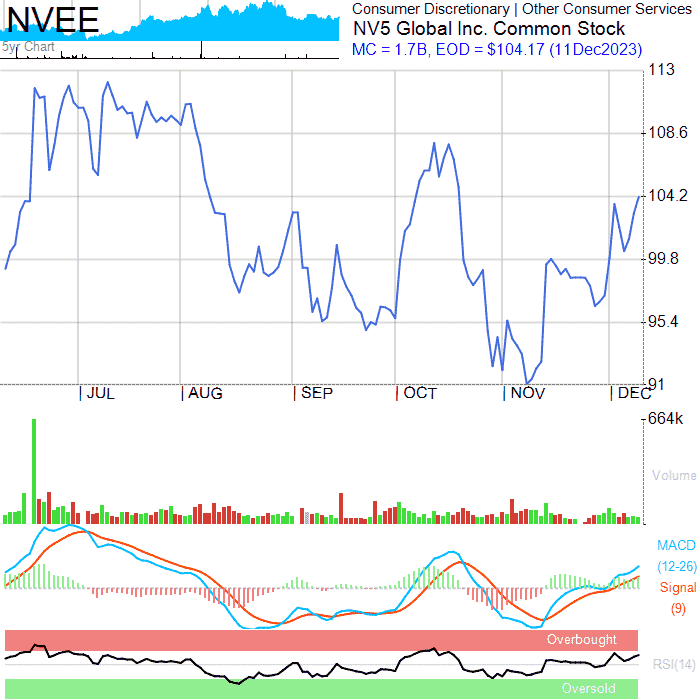 NVEE
5yr Chart
Consumer Discretionary | Other Consumer Services
NV5 Global Inc. Common Stock
MC = 1.7B, EOD = $104.17 (11Dec2023)
113
108.6
104.2
99.8
95.4
91
JUL
AUG
SEP
OCT
NOV
DEC
664k
Volume
MACD
(12-26)
Signal
(9)
Overbought
RSI(14)
Oversold